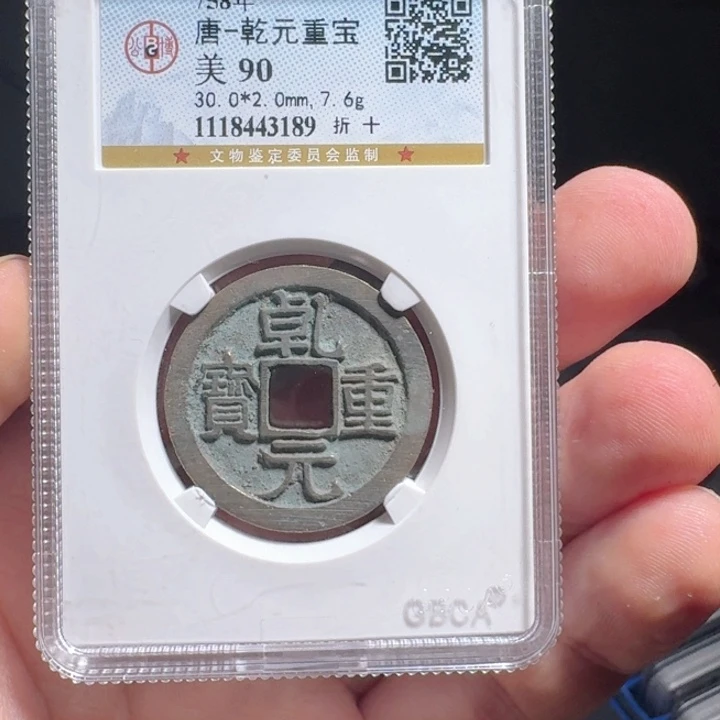 758年
唐-乾元重宝
美 90
30.0*2.0mm, 7.6g
1118443189 折十
★ 文物鉴定委员会监制 ★
乾
寶 重
元
GBCA